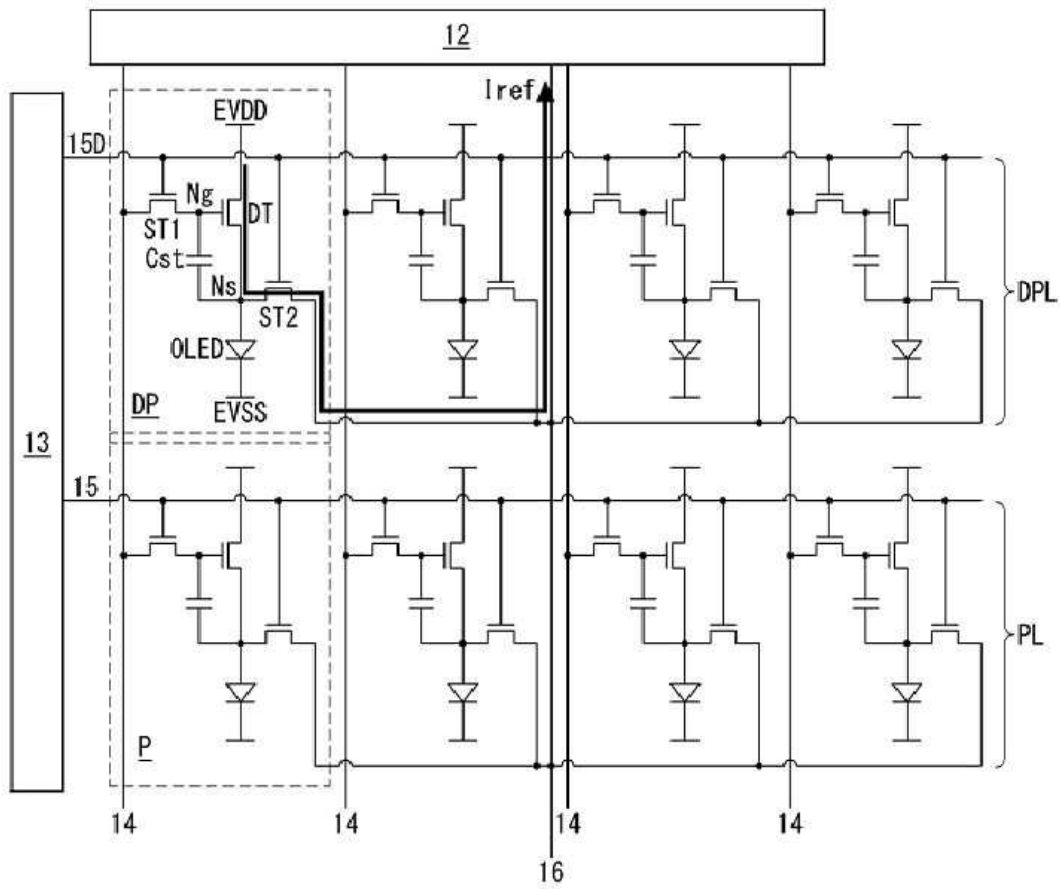 12
Iref
EVDD
15D
Ng
DT
ST1
Cst
Ns
ST2
DPL
OLED
EVSS
DP
13
15
PL
P
14
14
14
14
16